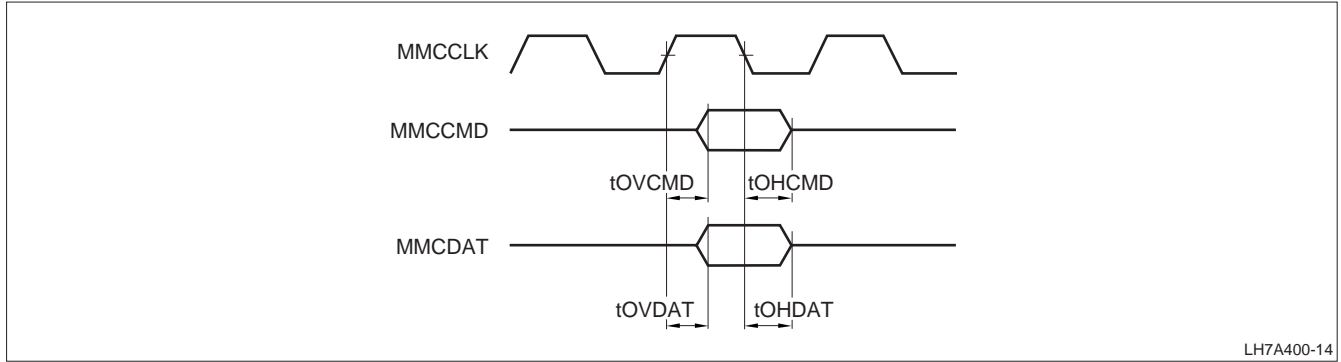 MMCCLK
MMCCMD
tOVCMD tOHCMD
MMCDAT
tOVDAT tOHDAT
LH7A400-14